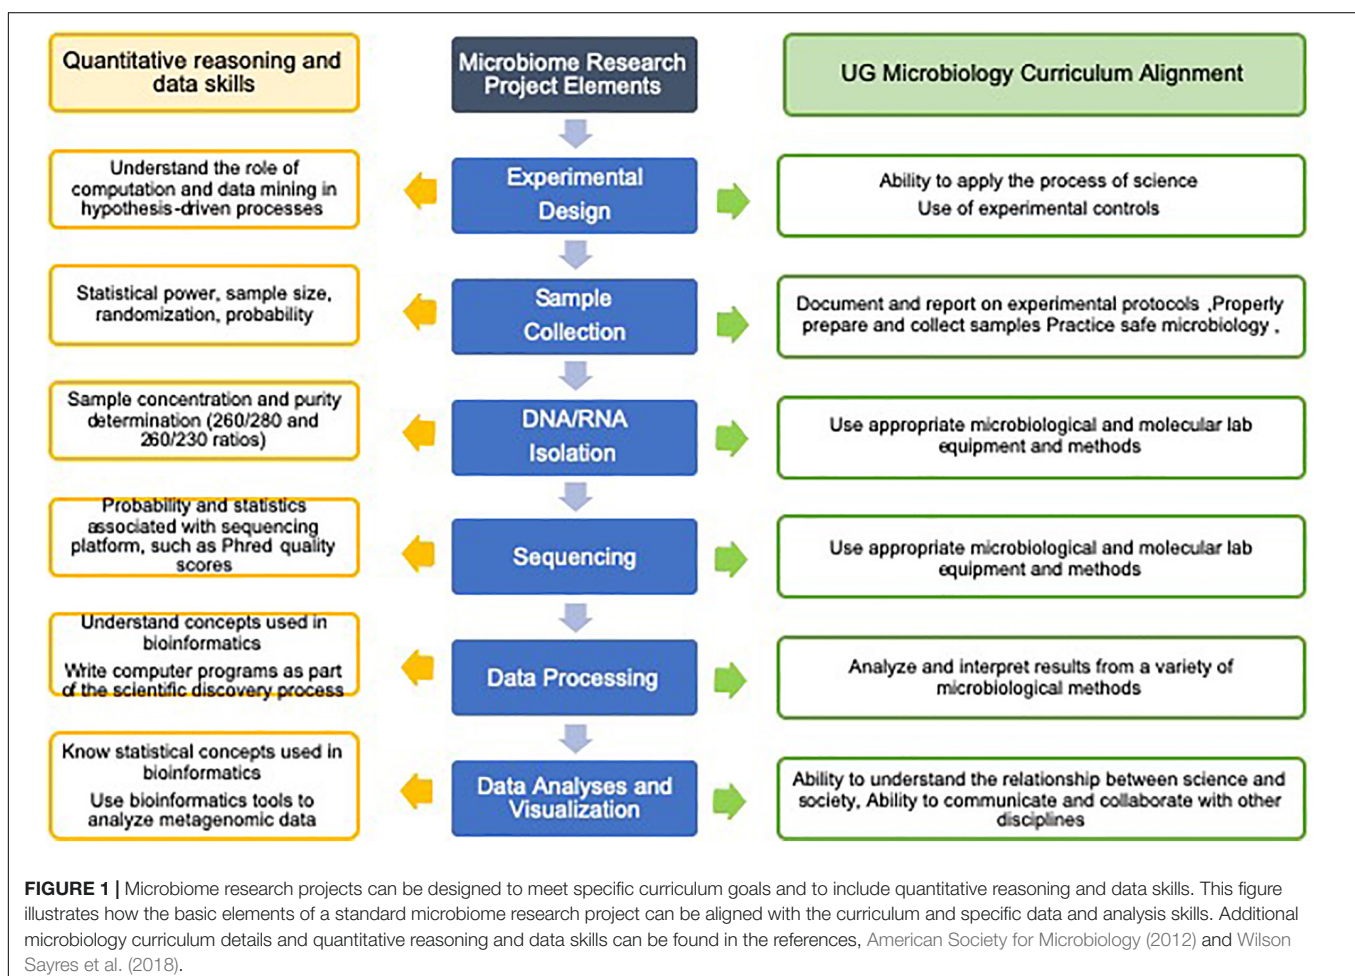 Quantitative reasoning and
data skills
Microbiome Research
Project Elements
UG Microbiology Curriculum Alignment
Understand the role of
computation and data mining in
hypothesis-driven processes
Experimental
Design
Ability to apply the process of science
Use of experimental controls
Statistical power, sample size,
randomization, probability
Sample
Collection
Document and report on experimental protocols ,Properly
prepare and collect samples Practice safe microbiology ,
Sample concentration and purity
determination (260/280 and
260/230 ratios)
DNA/RNA
Isolation
Use appropriate microbiological and molecular lab
equipment and methods
Probability and statistics
associated with sequencing
platform, such as Phred quality
scores
Sequencing
Use appropriate microbiological and molecular lab
equipment and methods
Understand concepts used in
bioinformatics
Write computer programs as part
of the scientific discovery process
Data Processing
Analyze and interpret results from a variety of
microbiological methods
Know statistical concepts used in
bioinformatics
Use bioinformatics tools to
analyze metagenomic data
Data Analyses and
Visualization
Ability to understand the relationship between science and
society, Ability to communicate and collaborate with other
disciplines
FIGURE 1 | Microbiome research projects can be designed to meet specific curriculum goals and to include quantitative reasoning and data skills. This figure
illustrates how the basic elements of a standard microbiome research project can be aligned with the curriculum and specific data and analysis skills. Additional
microbiology curriculum details and quantitative reasoning and data skills can be found in the references, American Society for Microbiology (2012) and Wilson
Sayres et al. (2018).